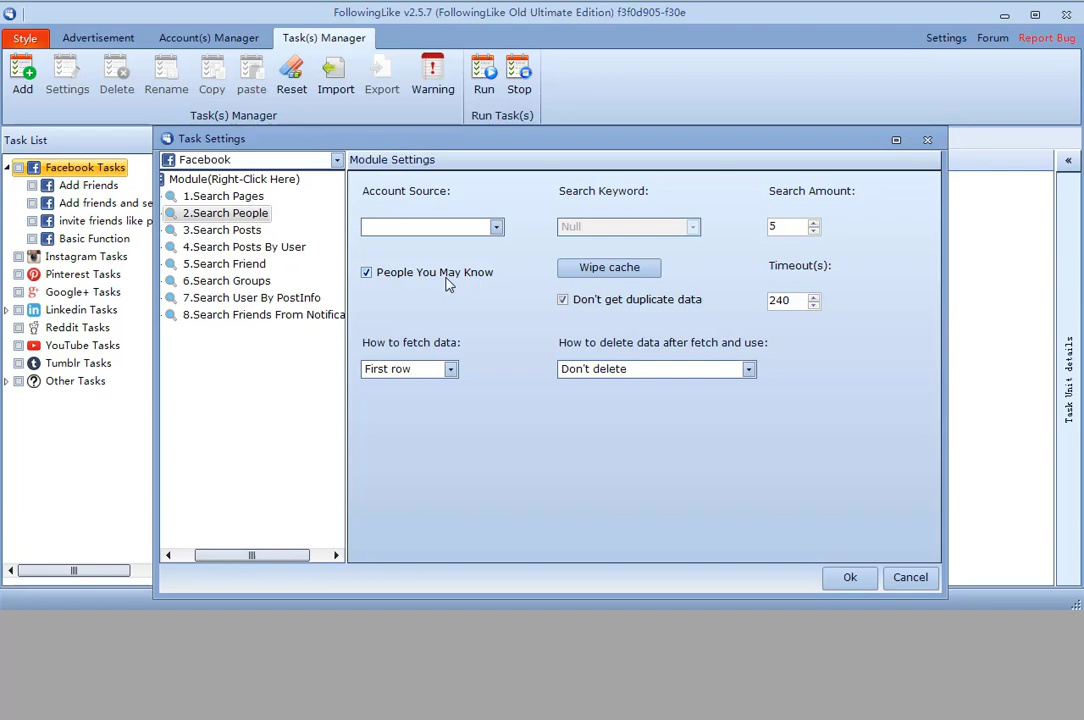 FollowingLike v2.5.7 (FollowingLike Old Ultimate Edition) f3f0d905-f30e
Style Advertisement Account(s) Manager Task(s) Manager Settings Forum Report Bug
Add Settings Delete Rename Copy paste Reset Import Export Warning Run Stop
Task(s) Manager Run Task(s)
Task List
Facebook Tasks
Add Friends
Add friends and se
invite friends like p
Basic Function
Instagram Tasks
Pinterest Tasks
Google+ Tasks
Linkedin Tasks
Reddit Tasks
YouTube Tasks
Tumblr Tasks
Other Tasks
Task Settings
Facebook
Module(Right-Click Here)
1.Search Pages
2.Search People
3.Search Posts
4.Search Posts By User
5.Search Friend
6.Search Groups
7.Search User By PostInfo
8.Search Friends From Notifica
Module Settings
Account Source: Search Keyword: Search Amount:
Null 5
People You May Know Wipe cache Timeout(s):
Don't get duplicate data 240
How to fetch data: How to delete data after fetch and use:
First row Don't delete
Ok Cancel
«
Task Unit details